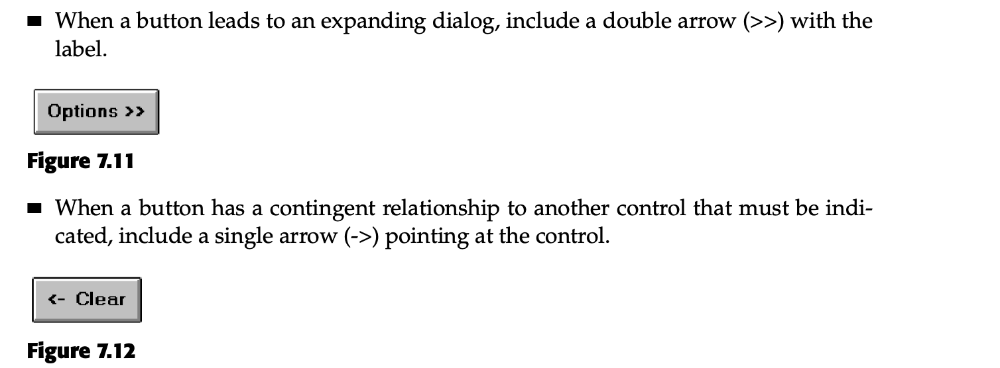 ■ When a button leads to an expanding dialog, include a double arrow (>>) with the
label.
Options >>
Figure 7.11
■ When a button has a contingent relationship to another control that must be indi-
cated, include a single arrow (->) pointing at the control.
<- Clear
Figure 7.12